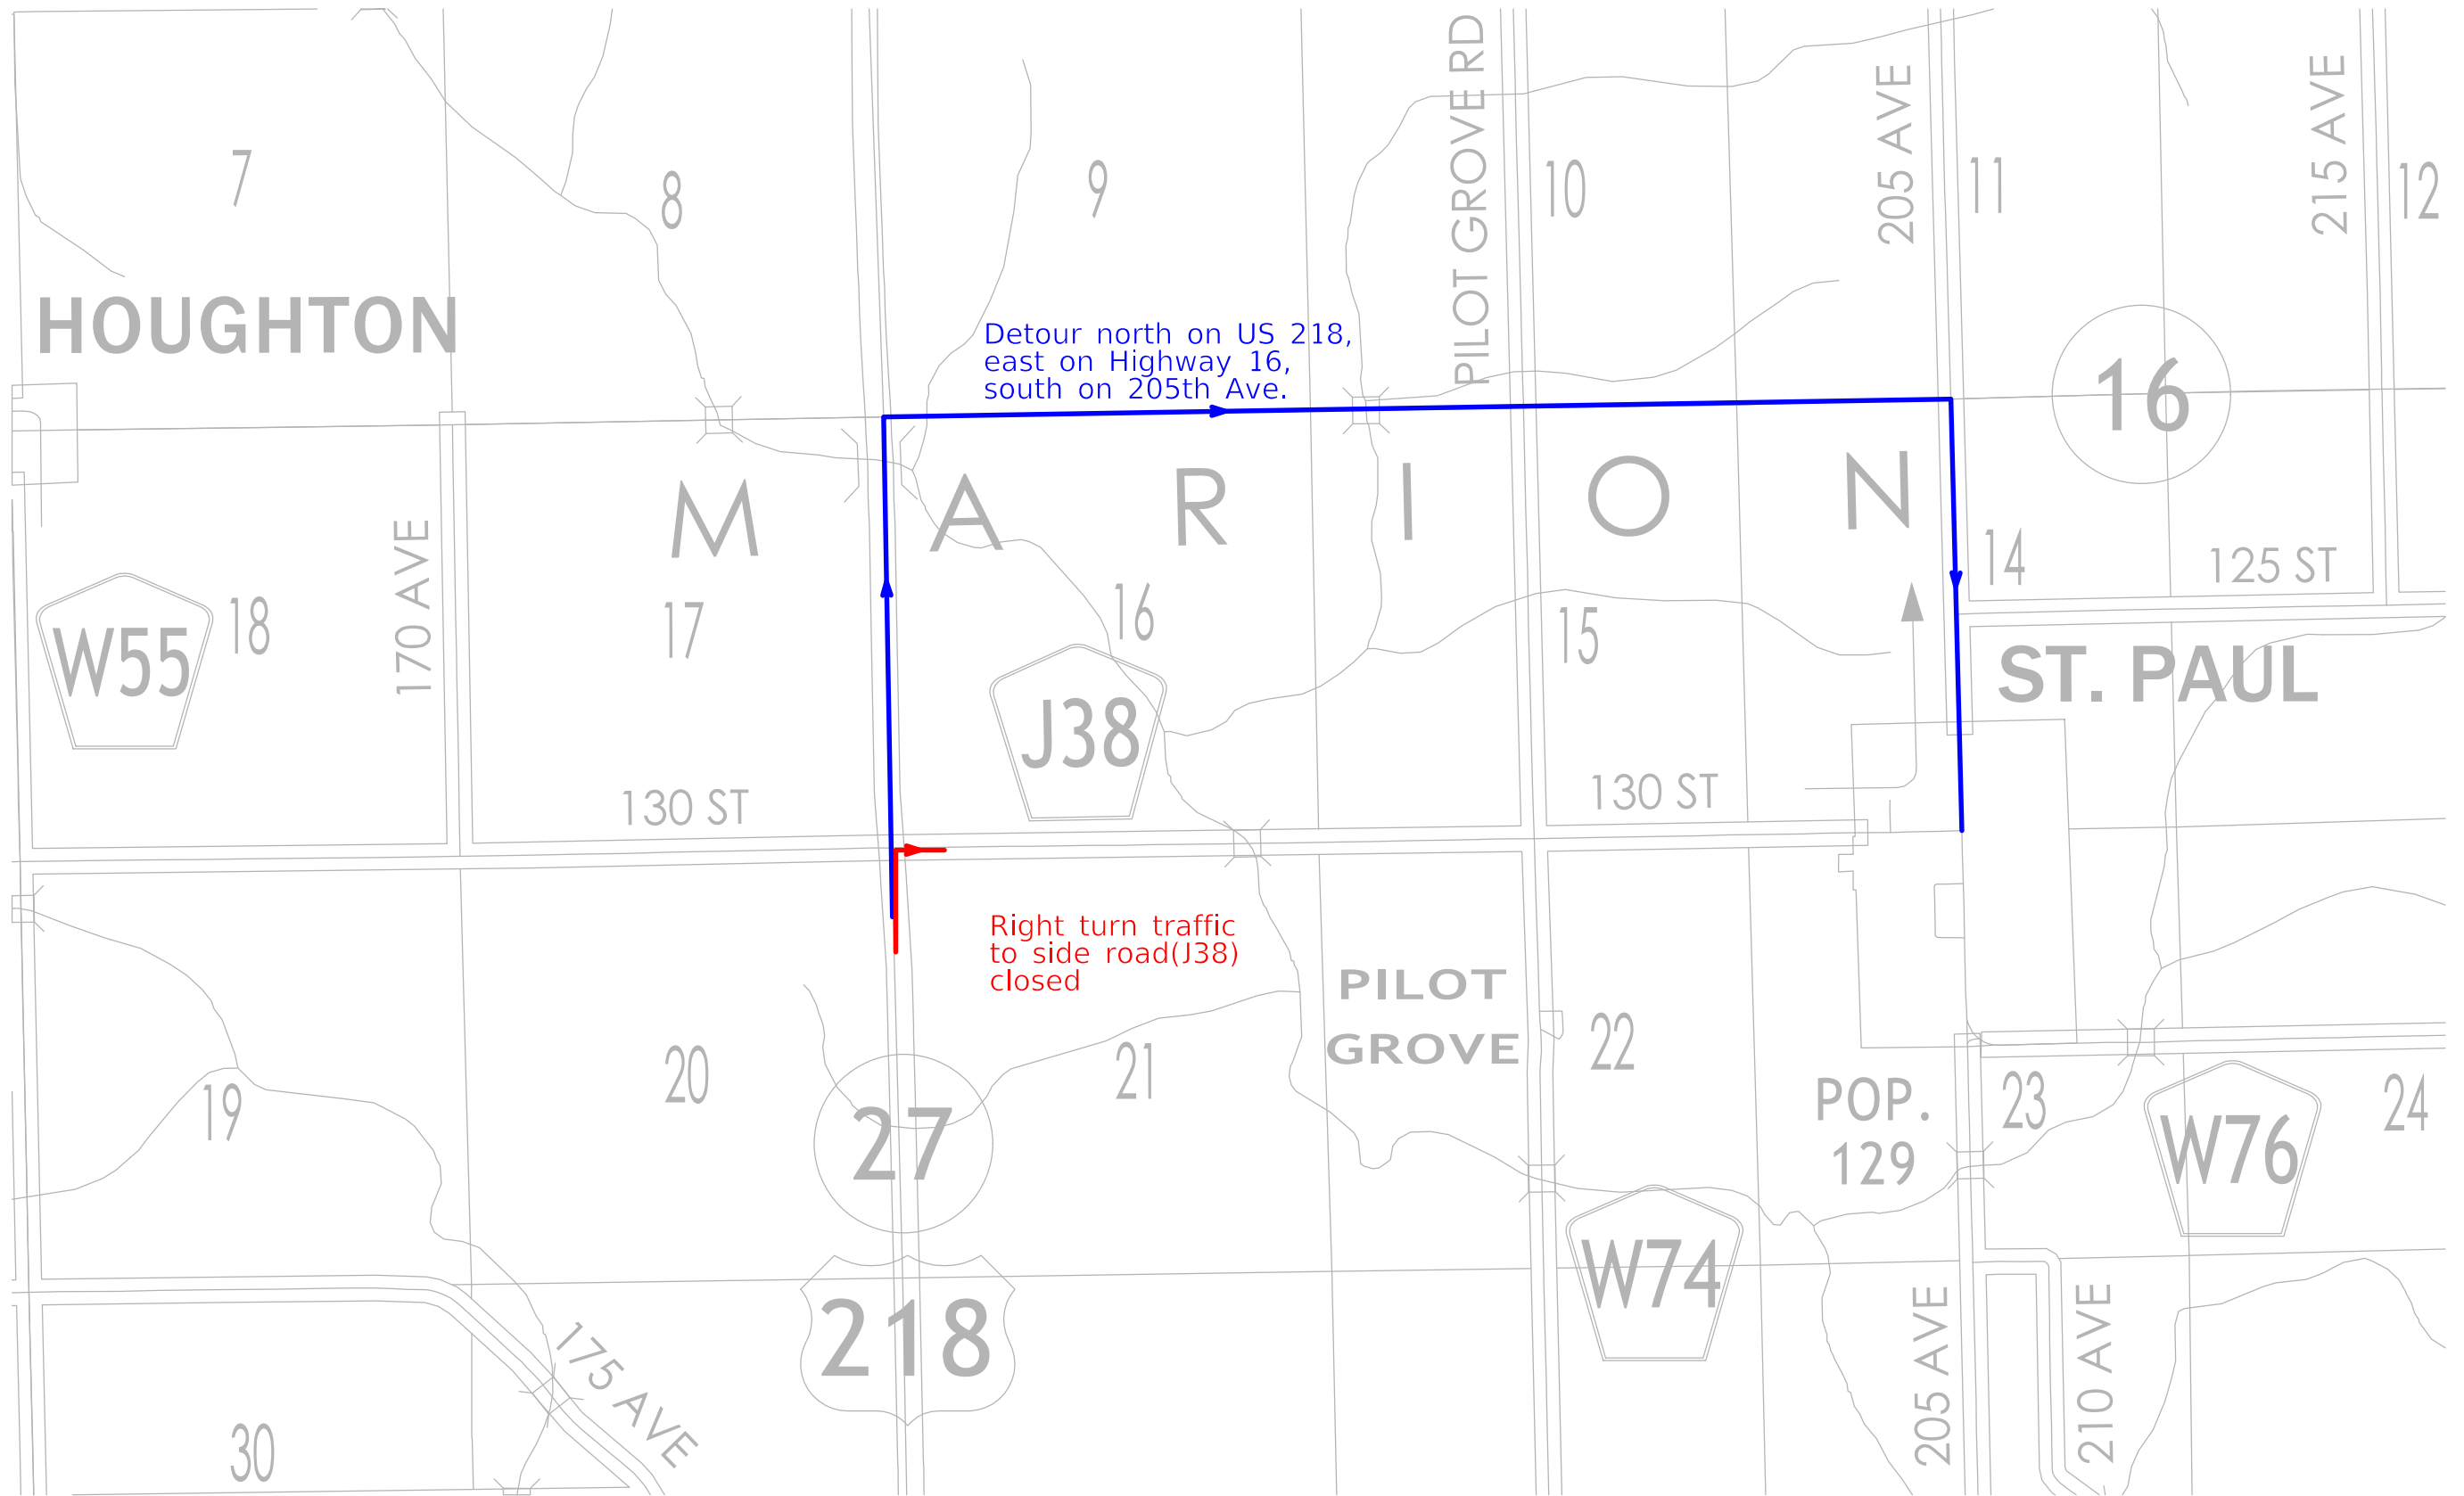 PILOT GROVE RD
205 AVE
215 AVE
7
8
9
10
11
12
HOUGHTON
Detour north on US 218,
east on Highway 16,
south on 205th Ave.
16
M A R I O N
170 AVE
14
125 ST
W55
18
17
16
15
J38
ST. PAUL
130 ST
130 ST
Right turn traffic
to side road(J38)
closed
PILOT
GROVE
22
20
21
19
27
POP.
129
23
24
W76
W74
218
175 AVE
205 AVE
210 AVE
30